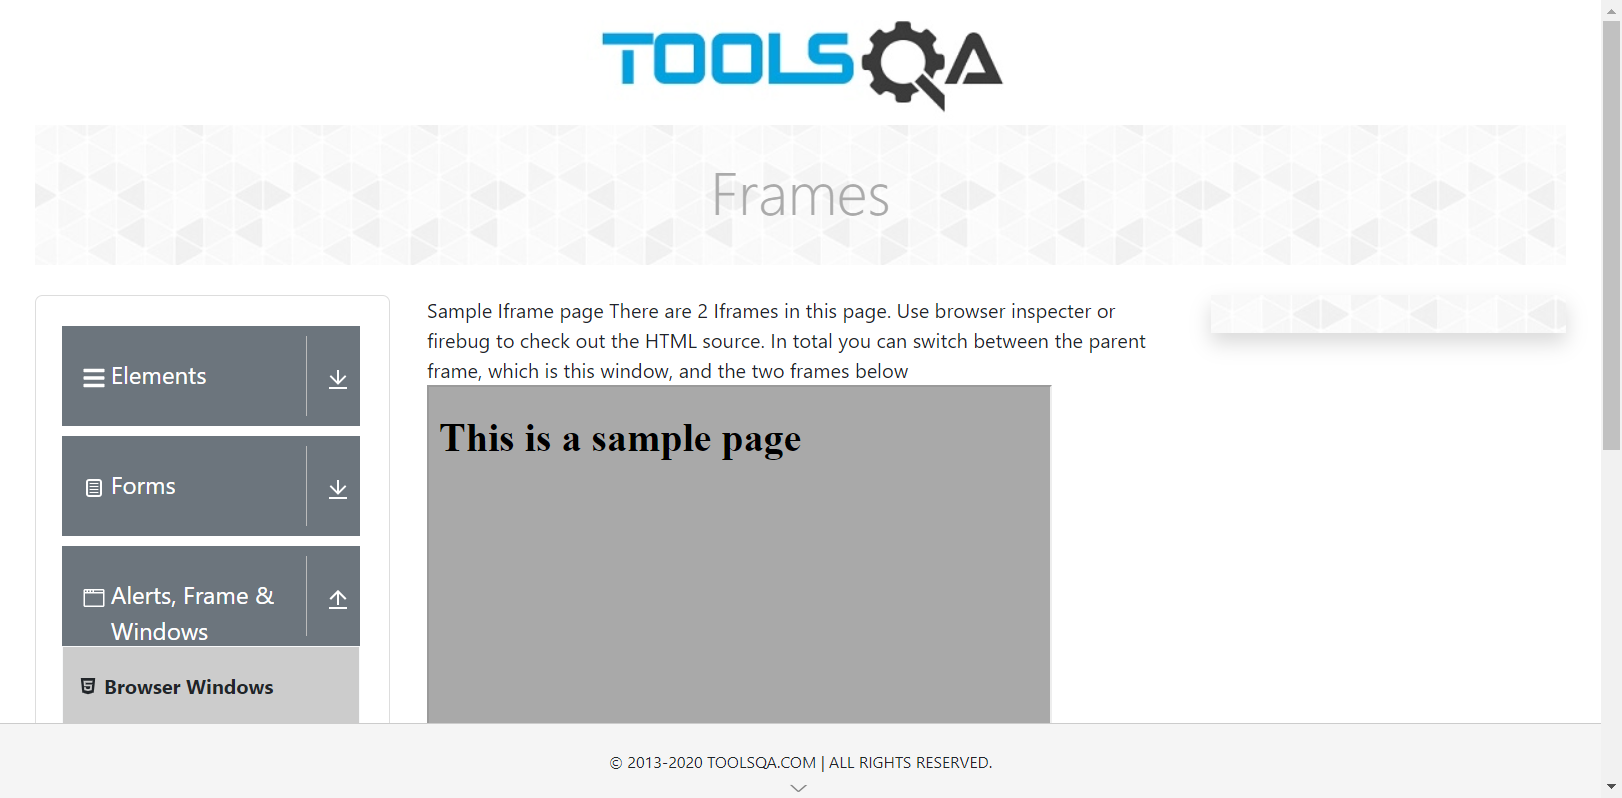 TOOLSQA
Frames
Elements
Forms
Alerts, Frame &
Windows
Browser Windows
Sample Iframe page There are 2 Iframes in this page. Use browser inspecter or
firebug to check out the HTML source. In total you can switch between the parent
frame, which is this window, and the two frames below
This is a sample page
© 2013-2020 TOOLSQA.COM | ALL RIGHTS RESERVED.